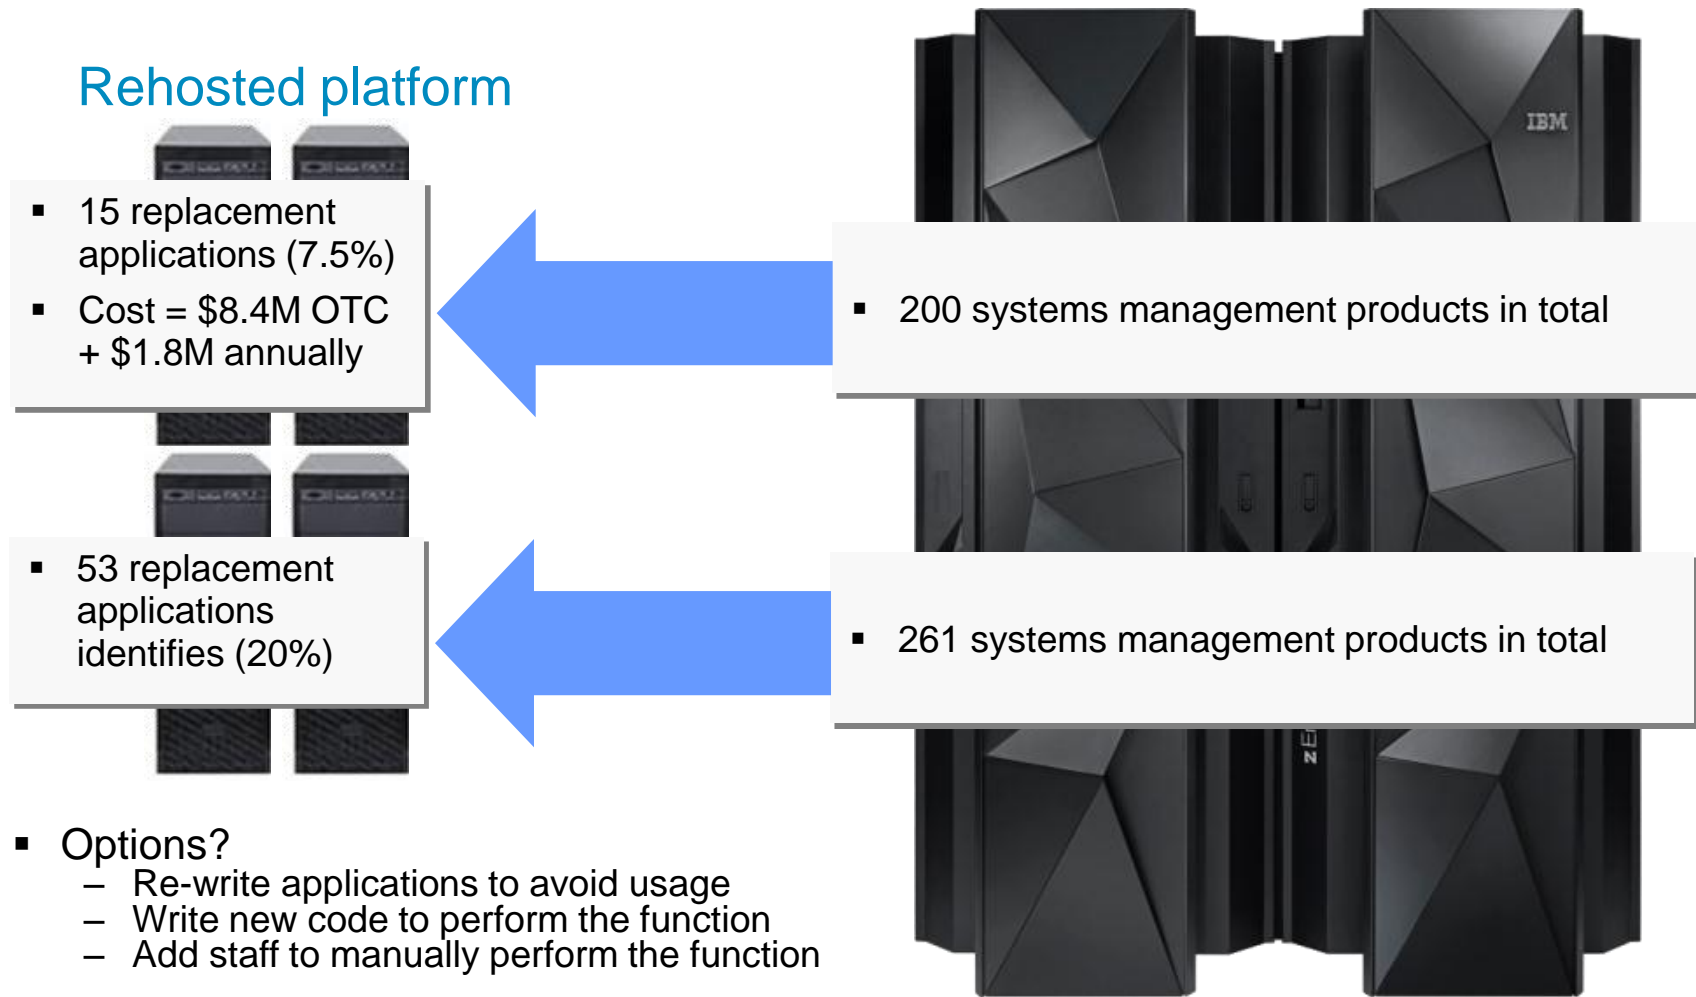 Rehosted platform
IBM
▪ 15 replacement
applications (7.5%)
▪ Cost = $8.4M OTC
+ $1.8M annually
▪ 200 systems management products in total
▪ 53 replacement
applications
identifies (20%)
▪ 261 systems management products in total
▪ Options?
– Re-write applications to avoid usage
– Write new code to perform the function
– Add staff to manually perform the function